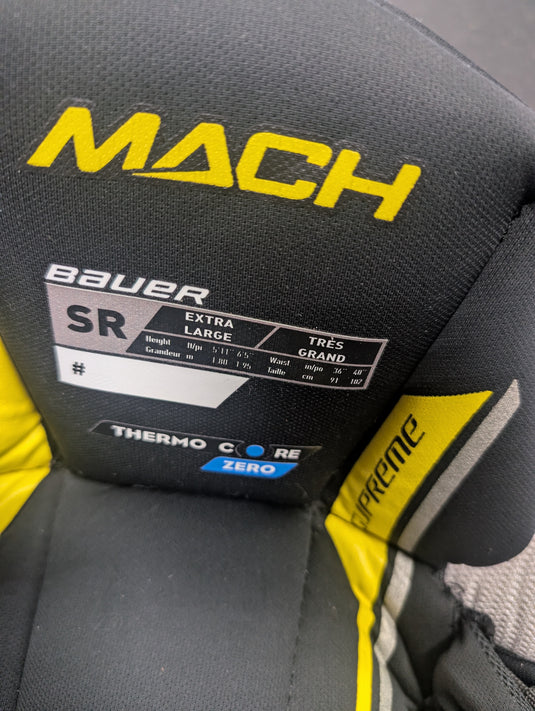 MACH
BAUER
SR
EXTRA LARGE
TRÈS GRAND
Height ft/pi 5'11" 6'5" Waist in/po 36" 40"
Grandeur m 1.80 1.95 Taille cm 91 102
#
THERMO CORE
ZERO
SUPREME